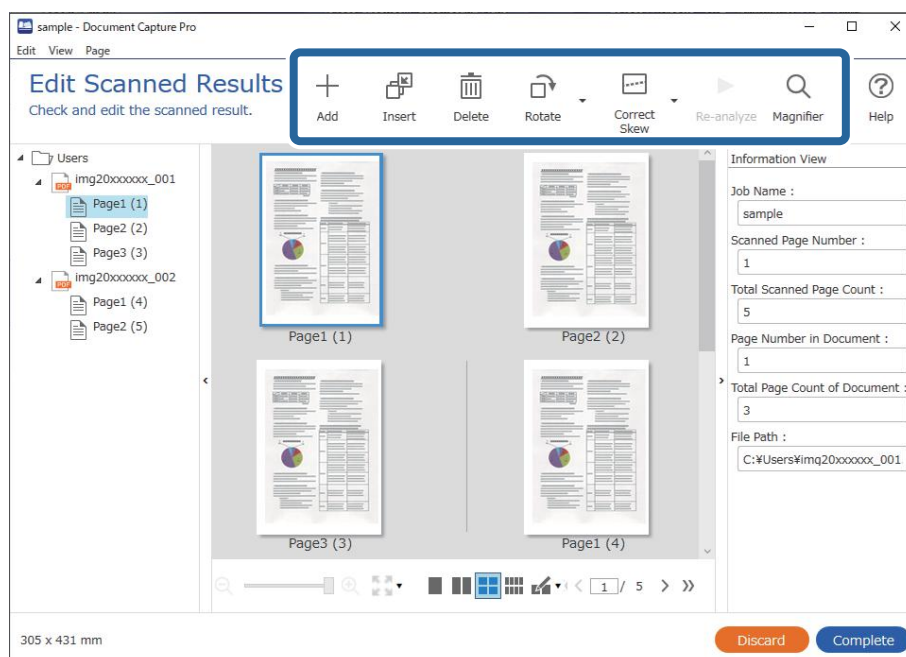 sample - Document Capture Pro
Edit View Page
Edit Scanned Results
Check and edit the scanned result.
Add
Insert
Delete
Rotate
Correct
Skew
Re-analyze
Magnifier
Help
Users
img20xxxxxx_001
PDF
Page1 (1)
Page2 (2)
Page3 (3)
img20xxxxxx_002
PDF
Page1 (4)
Page2 (5)
Page1 (1)
Page2 (2)
Page3 (3)
Page1 (4)
1 / 5
Information View
Job Name :
sample
Scanned Page Number :
1
Total Scanned Page Count :
5
Page Number in Document :
1
Total Page Count of Document :
3
File Path :
C:¥Users¥img20xxxxxx_001
305 x 431 mm
Discard
Complete